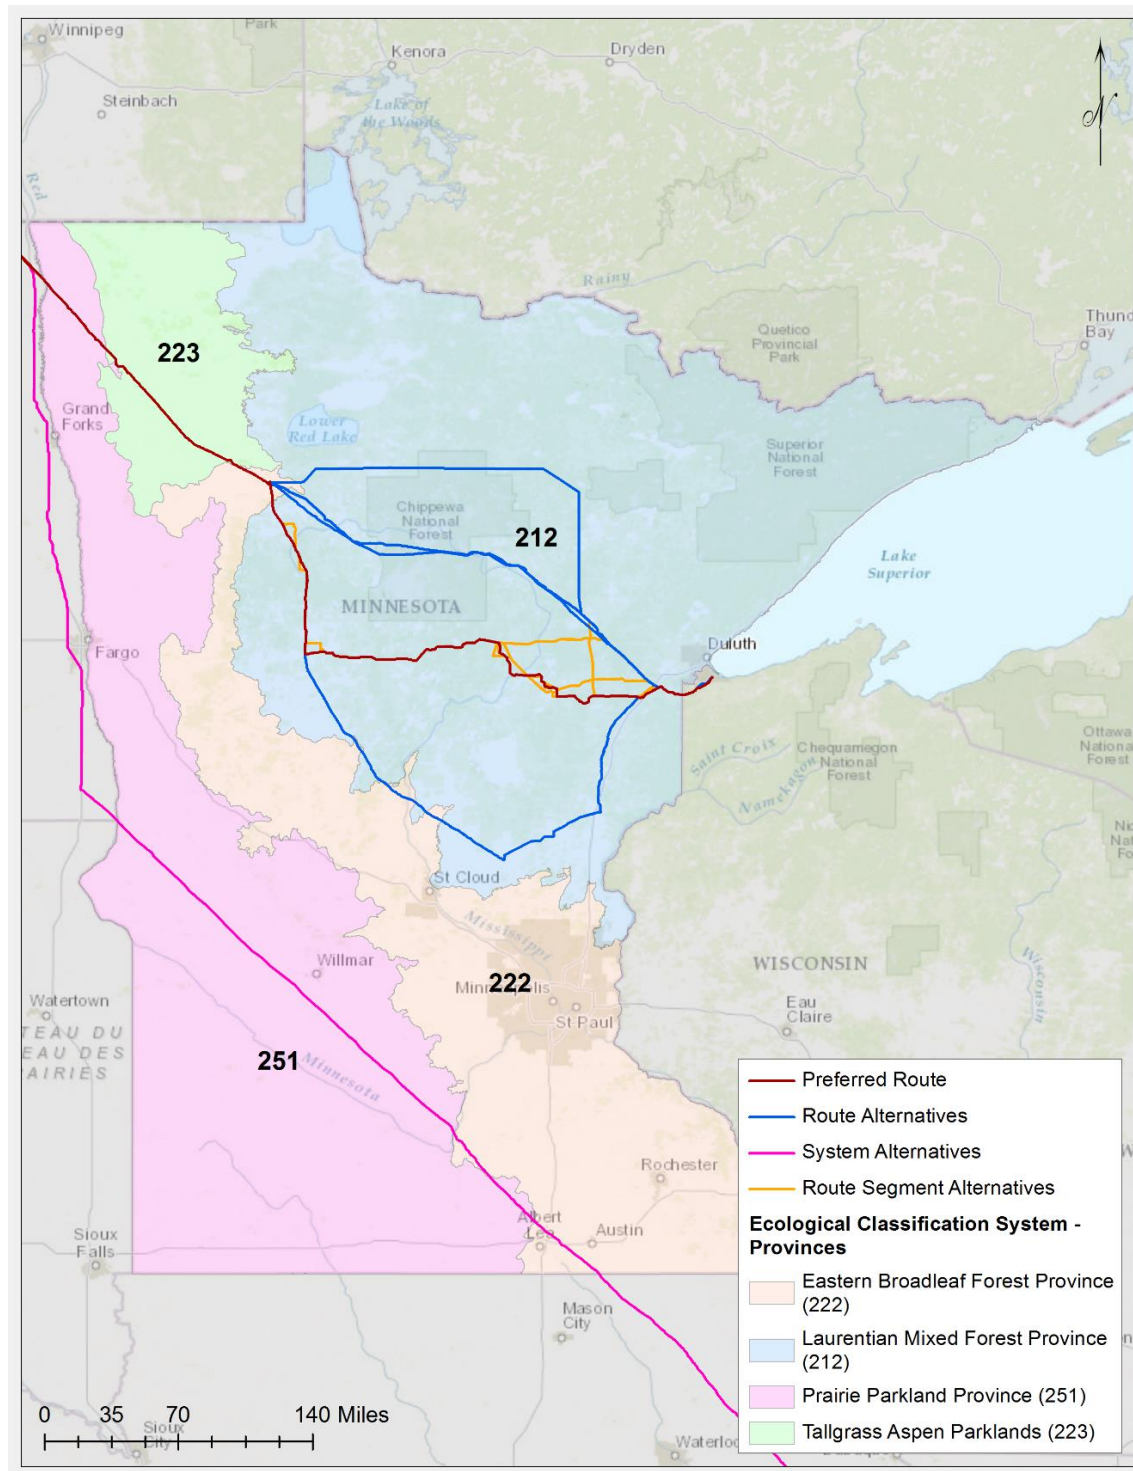 Winnipeg
Park
Kenora
Dryden
Steinbach
Lake of
the Woods
Red
Rainy
Quetico
Provincial
Park
Bay
223
Grand
Forks
Lower
Red Lake
Superior
National
Forest
Chippewa
National
Forest
212
Lake
Superior
MINNESOTA
Duluth
Fargo
Saint Croix
Chequamegon
National
Forest
Namekagon
Ottawa
Forest
St Cloud
Mississippi
WISCONSIN
Wisconsin
Willmar
222
Minneapolis
St Paul
Eau
Claire
Watertown
251
Minnesota
Rochester
Albert
Lea
Austin
Sioux
Falls
Mason
City
Sioux
City
0 35 70 140 Miles
Preferred Route
Route Alternatives
System Alternatives
Route Segment Alternatives
Ecological Classification System -
Provinces
Eastern Broadleaf Forest Province
(222)
Laurentian Mixed Forest Province
(212)
Prairie Parkland Province (251)
Tallgrass Aspen Parklands (223)
N